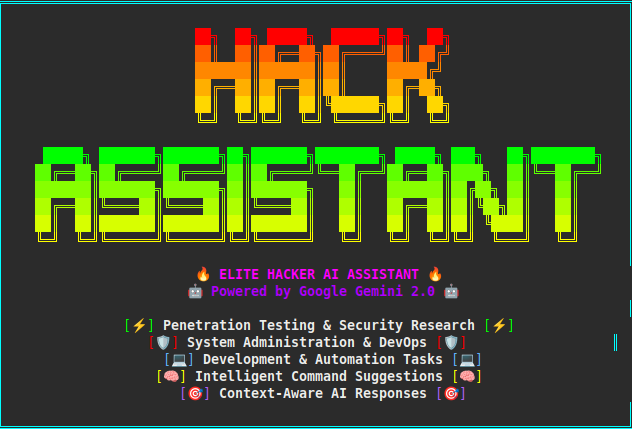 HACK
ASSISTANT
🔥 ELITE HACKER AI ASSISTANT 🔥
🤖 Powered by Google Gemini 2.0 🤖
[⚡] Penetration Testing & Security Research [⚡]
[🛡️] System Administration & DevOps [🛡️]
[💻] Development & Automation Tasks [💻]
[🧠] Intelligent Command Suggestions [🧠]
[🎯] Context-Aware AI Responses [🎯]